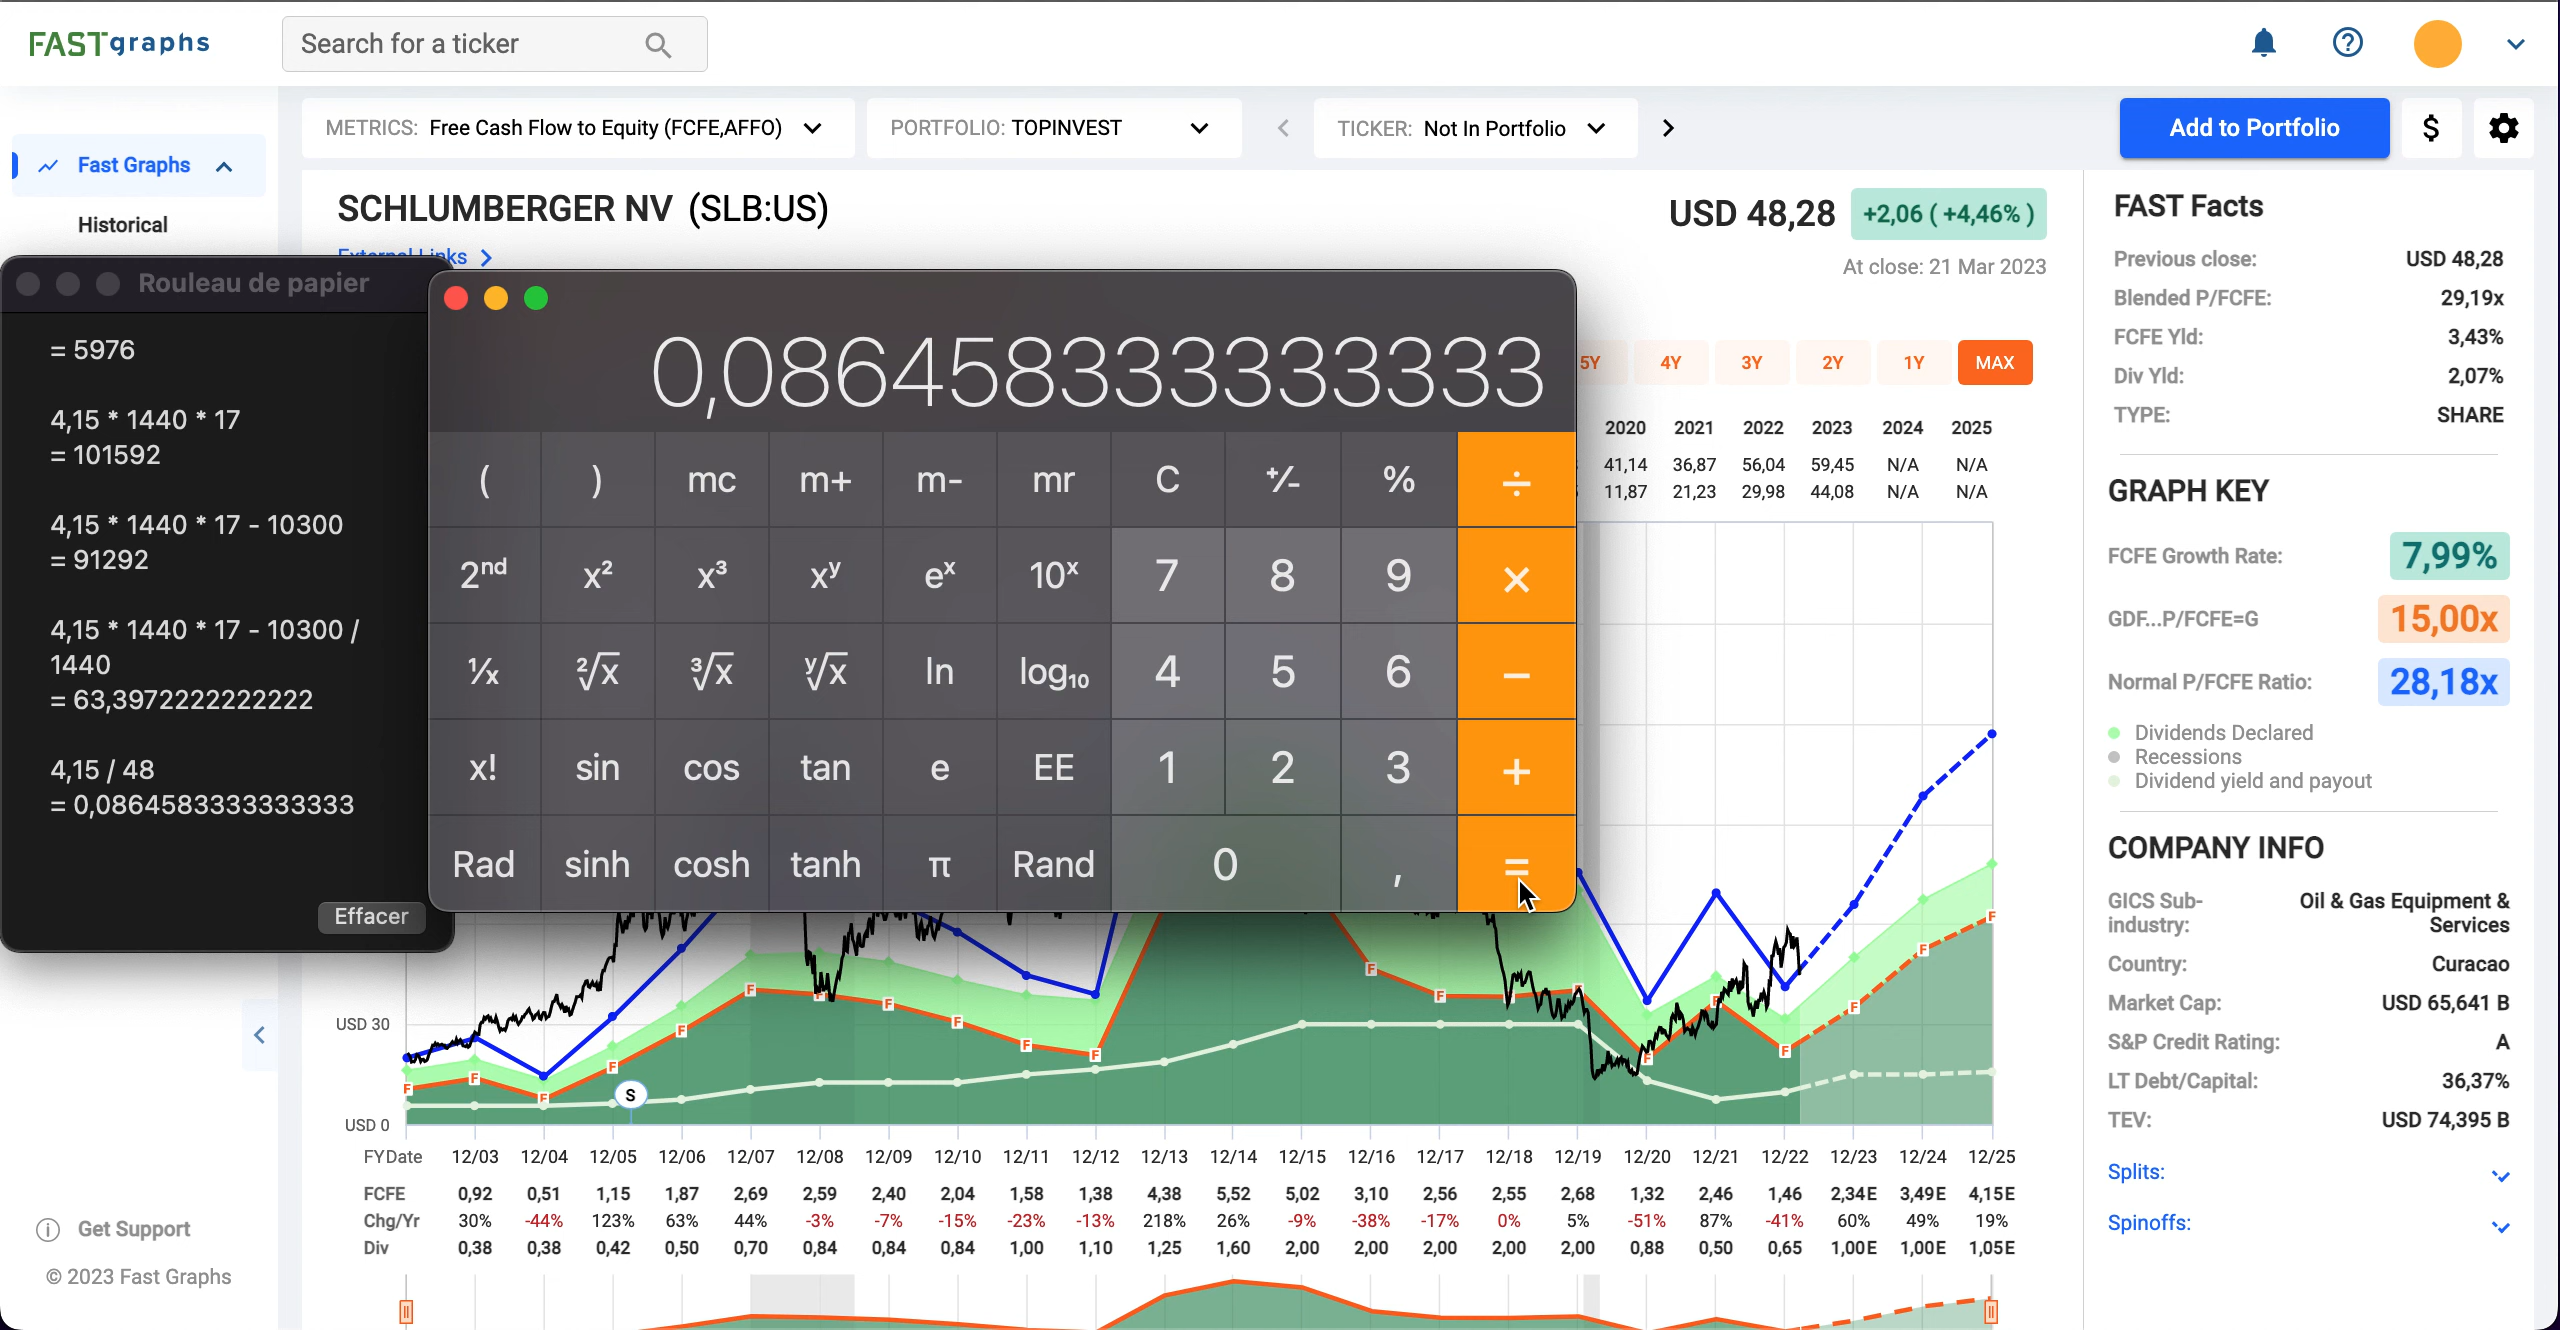 FASTgraphs
Search for a ticker
METRICS: Free Cash Flow to Equity (FCFE,AFFO)
PORTFOLIO: TOPINVEST
TICKER: Not In Portfolio
Add to Portfolio
$
Fast Graphs
Historical
SCHLUMBERGER NV (SLB:US)
External Links
USD 48,28
+2,06 ( +4,46% )
At close: 21 Mar 2023
Rouleau de papier
= 5976
4,15 * 1440 * 17
= 101592
4,15 * 1440 * 17 - 10300
= 91292
4,15 * 1440 * 17 - 10300 /
1440
= 63,3972222222222
4,15 / 48
= 0,0864583333333333
Effacer
0,0864583333333333
( ) mc m+ m- mr C ⁺⁄₋ % ÷
2ⁿᵈ x² x³ xʸ eˣ 10ˣ 7 8 9 ×
¹⁄ₓ ²√x ³√x ʸ√x ln log₁₀ 4 5 6 −
x! sin cos tan e EE 1 2 3 +
Rad sinh cosh tanh π Rand 0 , =
5Y 4Y 3Y 2Y 1Y MAX
2020 2021 2022 2023 2024 2025
41,14 36,87 56,04 59,45 N/A N/A
11,87 21,23 29,98 44,08 N/A N/A
USD 30
USD 0
S
F F F F F F F F F F F F F F F F F F F F F F
FYDate 12/03 12/04 12/05 12/06 12/07 12/08 12/09 12/10 12/11 12/12 12/13 12/14 12/15 12/16 12/17 12/18 12/19 12/20 12/21 12/22 12/23 12/24 12/25
FCFE 0,92 0,51 1,15 1,87 2,69 2,59 2,40 2,04 1,58 1,38 4,38 5,52 5,02 3,10 2,56 2,55 2,68 1,32 2,46 1,46 2,34E 3,49E 4,15E
Chg/Yr 30% -44% 123% 63% 44% -3% -7% -15% -23% -13% 218% 26% -9% -38% -17% 0% 5% -51% 87% -41% 60% 49% 19%
Div 0,38 0,38 0,42 0,50 0,70 0,84 0,84 0,84 1,00 1,10 1,25 1,60 2,00 2,00 2,00 2,00 2,00 0,88 0,50 0,65 1,00E 1,00E 1,05E
Get Support
© 2023 Fast Graphs
FAST Facts
Previous close: USD 48,28
Blended P/FCFE: 29,19x
FCFE Yld: 3,43%
Div Yld: 2,07%
TYPE: SHARE
GRAPH KEY
FCFE Growth Rate: 7,99%
GDF...P/FCFE=G 15,00x
Normal P/FCFE Ratio: 28,18x
Dividends Declared
Recessions
Dividend yield and payout
COMPANY INFO
GICS Sub-industry: Oil & Gas Equipment & Services
Country: Curacao
Market Cap: USD 65,641 B
S&P Credit Rating: A
LT Debt/Capital: 36,37%
TEV: USD 74,395 B
Splits:
Spinoffs: